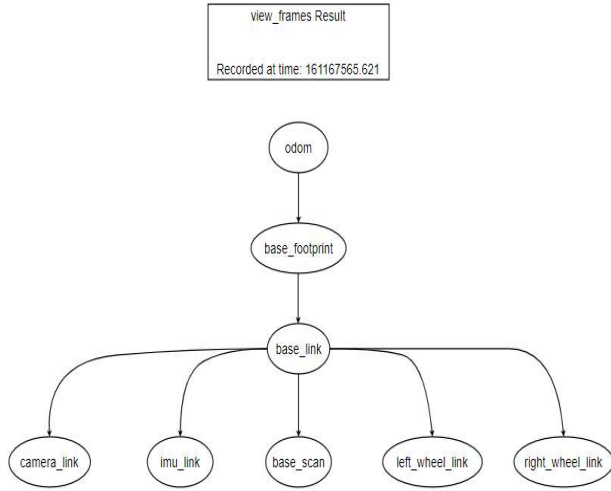 view_frames Result
Recorded at time: 161167565.621
odom
base_footprint
base_link
camera_link
imu_link
base_scan
left_wheel_link
right_wheel_link